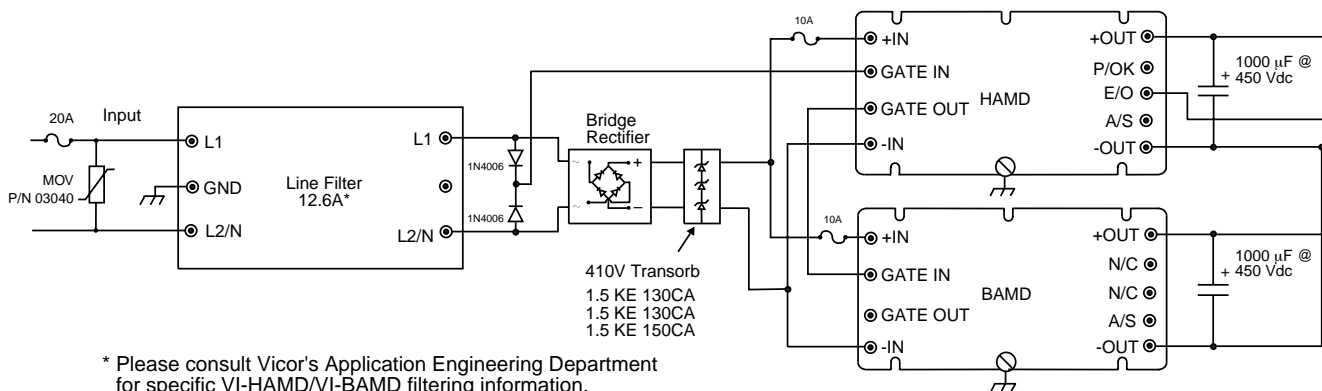 20A
Input
MOV
P/N 03040
L1
GND
L2/N
Line Filter
12.6A*
L1
L2/N
1N4006
1N4006
Bridge
Rectifier
~
~
+
–
410V Transorb
1.5 KE 130CA
1.5 KE 130CA
1.5 KE 150CA
10A
+IN
GATE IN
GATE OUT
-IN
HAMD
+OUT
P/OK
E/O
A/S
-OUT
1000 µF @
+ 450 Vdc
10A
+IN
GATE IN
GATE OUT
-IN
BAMD
+OUT
N/C
N/C
A/S
-OUT
1000 µF @
+ 450 Vdc
* Please consult Vicor's Application Engineering Department
for specific VI-HAMD/VI-BAMD filtering information.